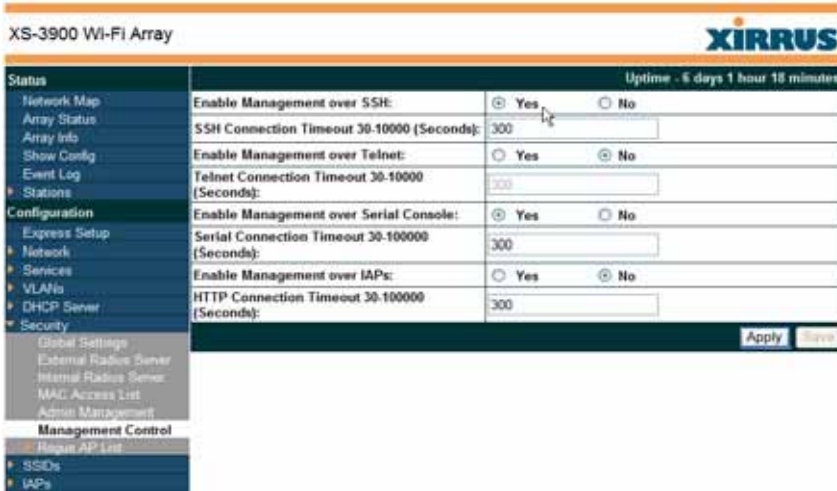 XS-3900 Wi-Fi Array
XIRRUS
Status
Uptime - 6 days 1 hour 18 minutes
Network Map
Array Status
Array Info
Show Config
Event Log
Stations
Configuration
Express Setup
Network
Services
VLANs
DHCP Server
Security
Global Settings
External Radius Server
Internal Radius Server
MAC Access List
Admin Management
Management Control
Rogue AP List
SSIDs
IAPs
Enable Management over SSH: Yes No
SSH Connection Timeout 30-10000 (Seconds): 300
Enable Management over Telnet: Yes No
Telnet Connection Timeout 30-10000
(Seconds): 300
Enable Management over Serial Console: Yes No
Serial Connection Timeout 30-100000
(Seconds): 300
Enable Management over IAPs: Yes No
HTTP Connection Timeout 30-100000
(Seconds): 300
Apply Save